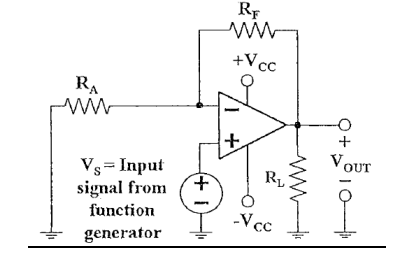 R_F
+V_CC
R_A
−
+
V_S = Input
signal from
function
generator
+
−
R_L
+
V_OUT
−
-V_CC